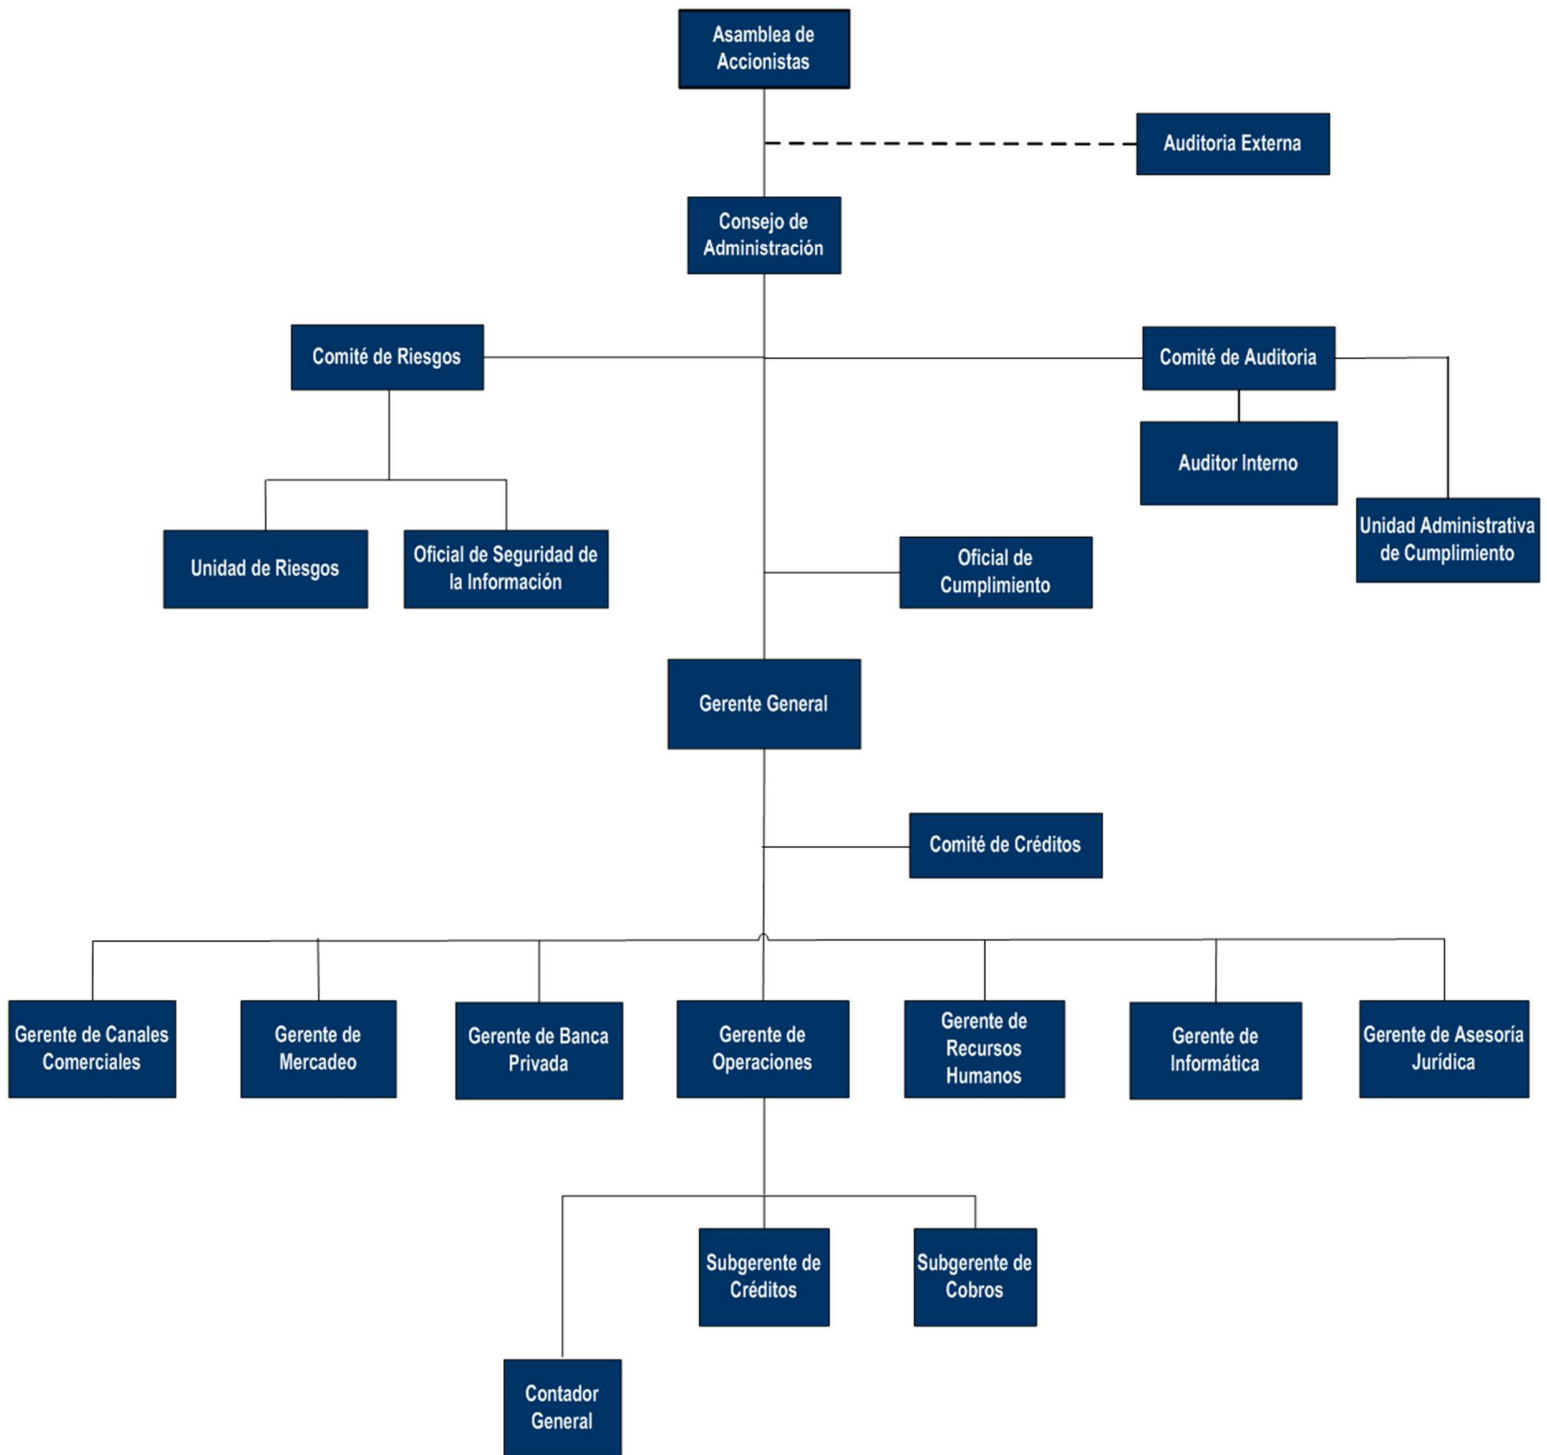 Asamblea de
Accionistas
Auditoria Externa
Consejo de
Administración
Comité de Riesgos
Comité de Auditoria
Auditor Interno
Unidad Administrativa
de Cumplimiento
Unidad de Riesgos
Oficial de Seguridad de
la Información
Oficial de
Cumplimiento
Gerente General
Comité de Créditos
Gerente de Canales
Comerciales
Gerente de
Mercadeo
Gerente de Banca
Privada
Gerente de
Operaciones
Gerente de
Recursos
Humanos
Gerente de
Informática
Gerente de Asesoría
Jurídica
Subgerente de
Créditos
Subgerente de
Cobros
Contador
General